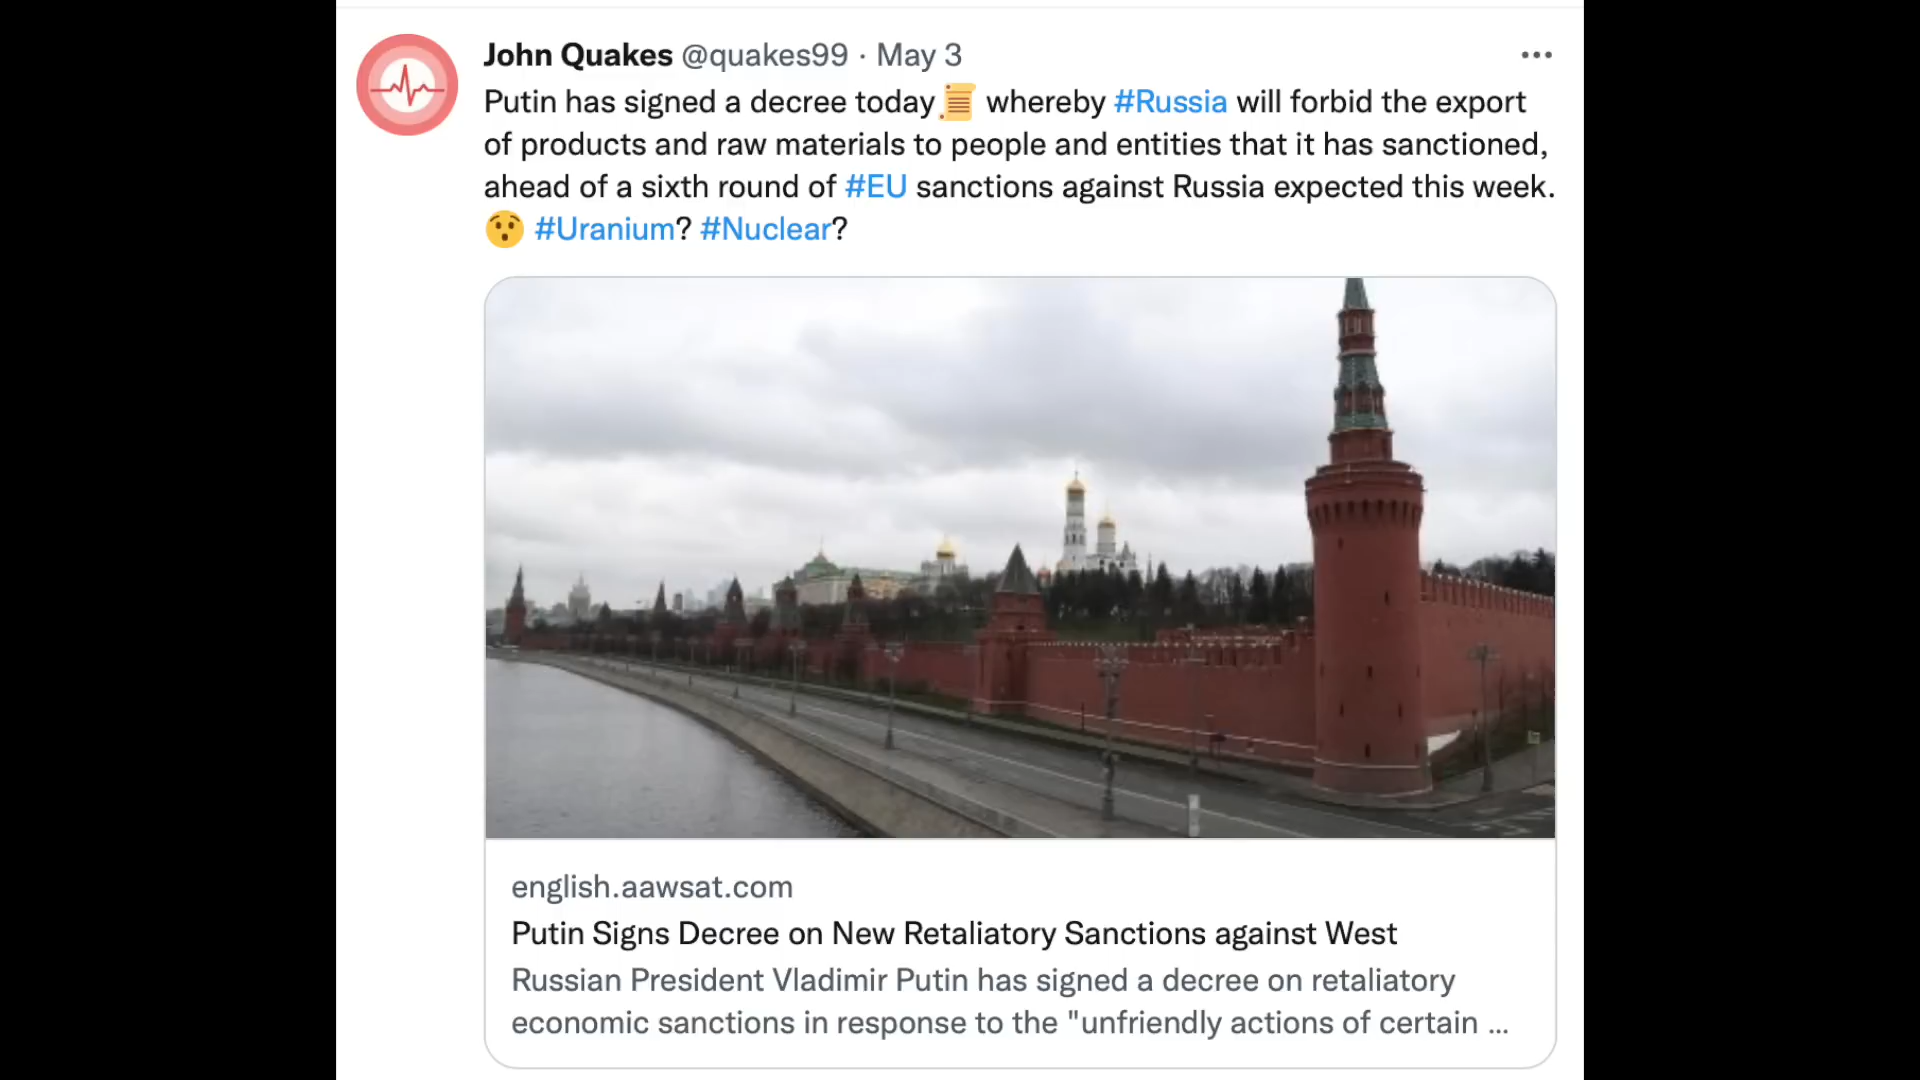 John Quakes @quakes99 · May 3
Putin has signed a decree today📜 whereby #Russia will forbid the export
of products and raw materials to people and entities that it has sanctioned,
ahead of a sixth round of #EU sanctions against Russia expected this week.
😯 #Uranium? #Nuclear?
english.aawsat.com
Putin Signs Decree on New Retaliatory Sanctions against West
Russian President Vladimir Putin has signed a decree on retaliatory
economic sanctions in response to the "unfriendly actions of certain ...